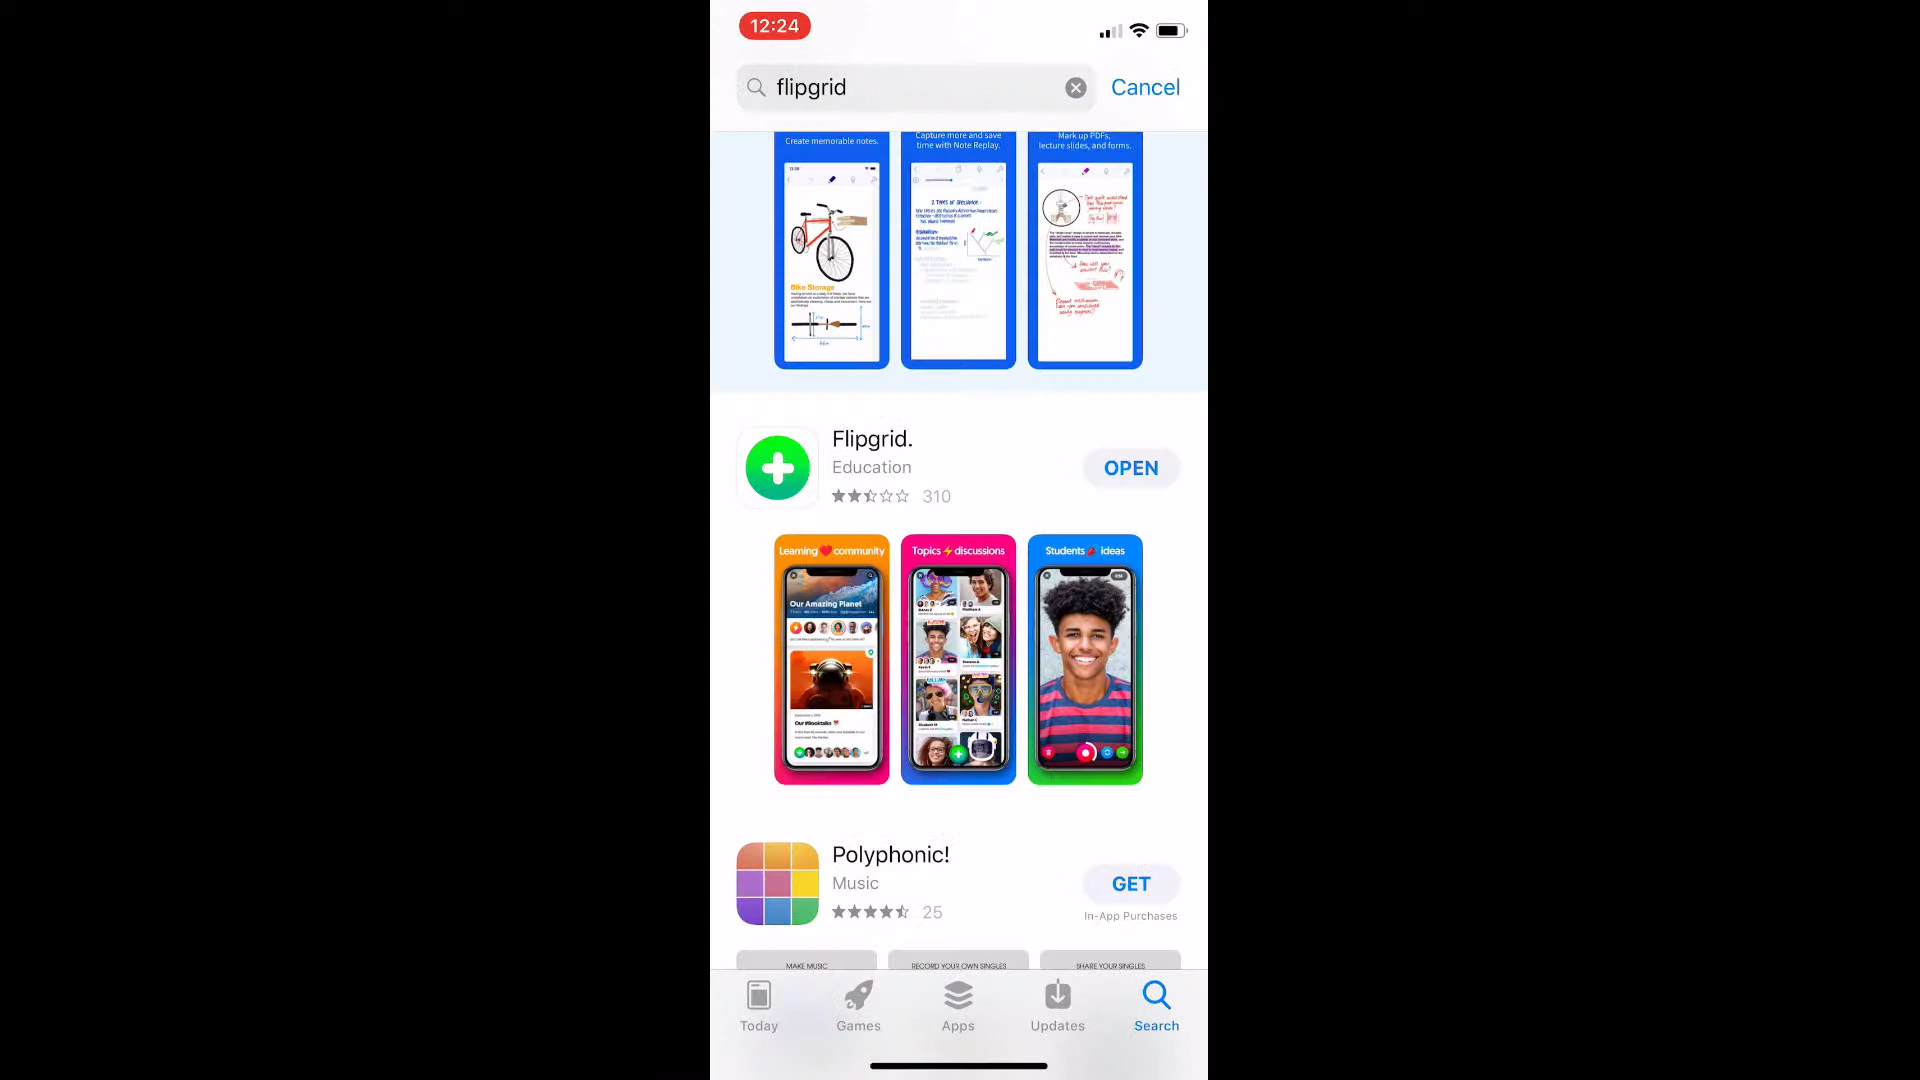 12:24
flipgrid
Cancel
Create memorable notes.
Capture more and save
time with Note Replay.
Mark up PDFs,
lecture slides, and forms.
Bike Storage
Flipgrid.
Education
310
OPEN
Learning community
Topics discussions
Students ideas
Our Amazing Planet
Our #Booktalks
Polyphonic!
Music
25
GET
In-App Purchases
MAKE MUSIC
RECORD YOUR OWN SINGLES
SHARE YOUR SINGLES
Today
Games
Apps
Updates
Search